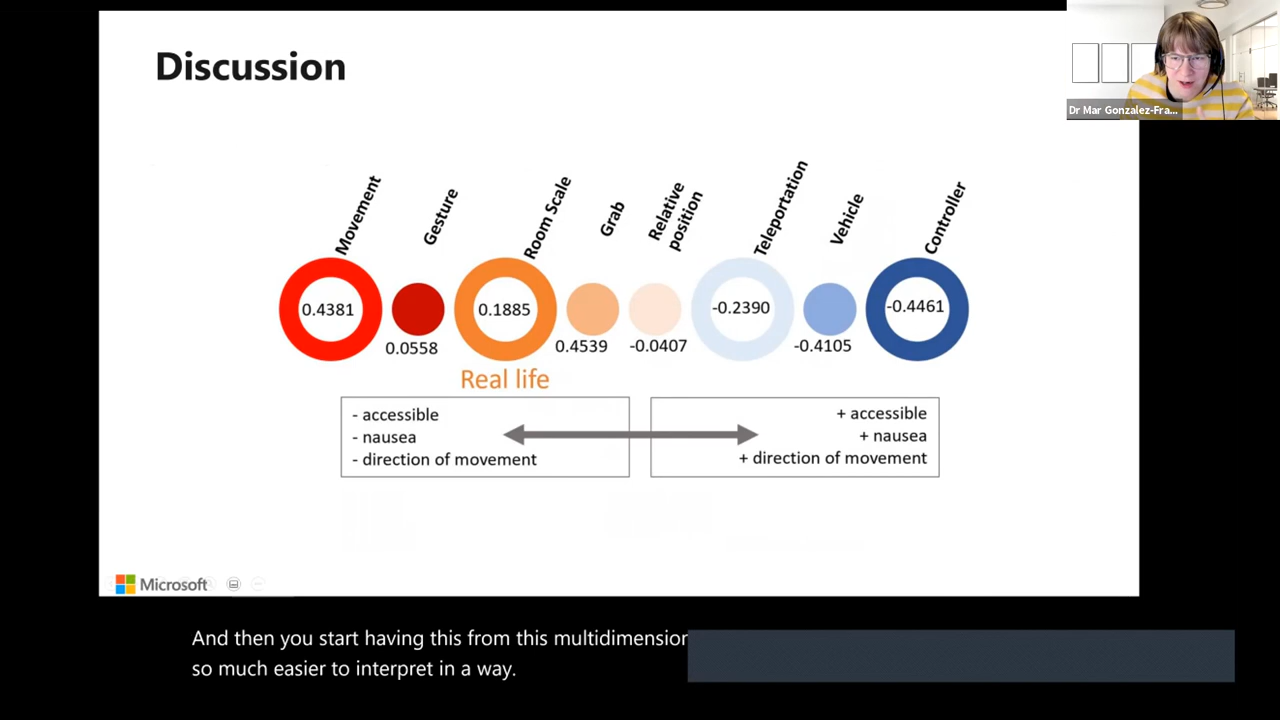 Discussion
Dr Mar Gonzalez-Fra...
Movement
Gesture
Room Scale
Grab
Relative
position
Teleportation
Vehicle
Controller
0.4381
0.0558
0.1885
0.4539
-0.0407
-0.2390
-0.4105
-0.4461
Real life
- accessible
- nausea
- direction of movement
+ accessible
+ nausea
+ direction of movement
Microsoft
And then you start having this from this multidimension
so much easier to interpret in a way.